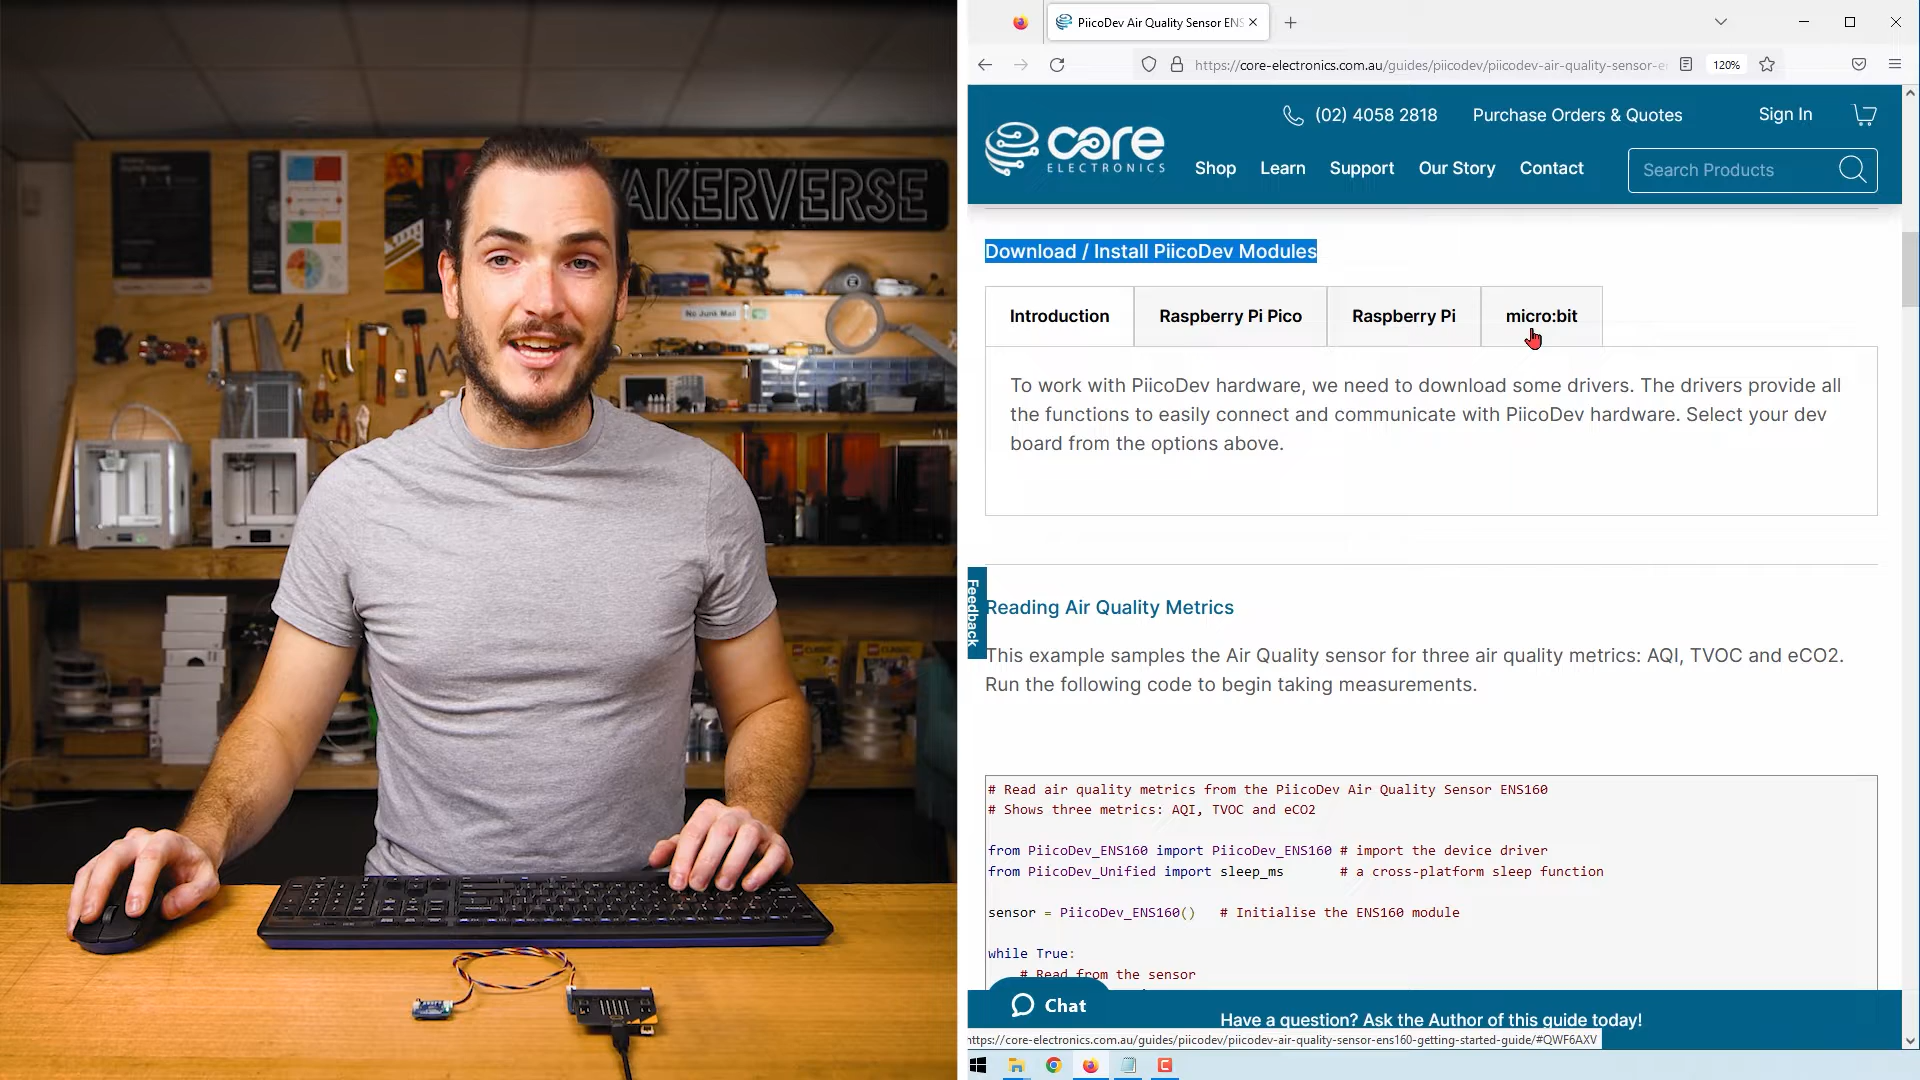 AKERVERSE
No Junk Mail
PiicoDev Air Quality Sensor ENS
https://core-electronics.com.au/guides/piicodev/piicodev-air-quality-sensor-e
120%
(02) 4058 2818
Purchase Orders & Quotes
Sign In
core
ELECTRONICS
Shop
Learn
Support
Our Story
Contact
Search Products
Download / Install PiicoDev Modules
Introduction
Raspberry Pi Pico
Raspberry Pi
micro:bit
To work with PiicoDev hardware, we need to download some drivers. The drivers provide all
the functions to easily connect and communicate with PiicoDev hardware. Select your dev
board from the options above.
Feedback
Reading Air Quality Metrics
This example samples the Air Quality sensor for three air quality metrics: AQI, TVOC and eCO2.
Run the following code to begin taking measurements.
# Read air quality metrics from the PiicoDev Air Quality Sensor ENS160
# Shows three metrics: AQI, TVOC and eCO2
from PiicoDev_ENS160 import PiicoDev_ENS160 # import the device driver
from PiicoDev_Unified import sleep_ms # a cross-platform sleep function
sensor = PiicoDev_ENS160() # Initialise the ENS160 module
while True:
# Read from the sensor
Chat
Have a question? Ask the Author of this guide today!
https://core-electronics.com.au/guides/piicodev/piicodev-air-quality-sensor-ens160-getting-started-guide/#QWF6AXV